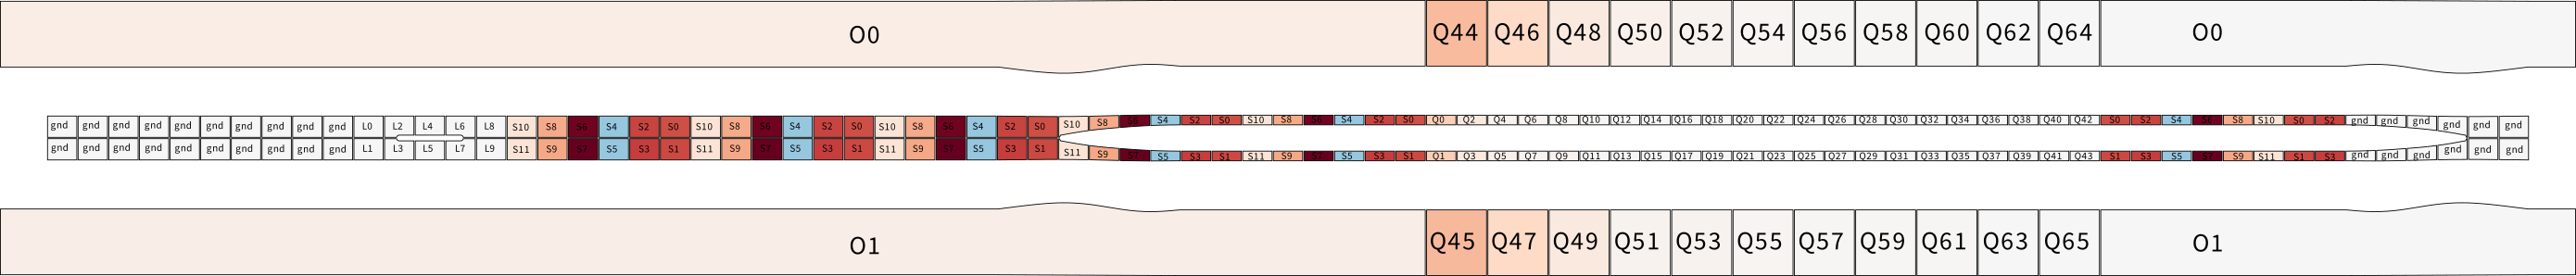 O0 Q44 Q46 Q48 Q50 Q52 Q54 Q56 Q58 Q60 Q62 Q64 O0
gnd gnd gnd gnd gnd gnd gnd gnd gnd gnd L0 L2 L4 L6 L8 S10 S8 S6 S4 S2 S0 S10 S8 S6 S4 S2 S0 S10 S8 S6 S4 S2 S0 S10 S8 S6 S4 S2 S0 S10 S8 S6 S4 S2 S0 Q0 Q2 Q4 Q6 Q8 Q10 Q12 Q14 Q16 Q18 Q20 Q22 Q24 Q26 Q28 Q30 Q32 Q34 Q36 Q38 Q40 Q42 S0 S2 S4 S6 S8 S10 S0 S2 gnd gnd gnd gnd gnd gnd
gnd gnd gnd gnd gnd gnd gnd gnd gnd gnd L1 L3 L5 L7 L9 S11 S9 S7 S5 S3 S1 S11 S9 S7 S5 S3 S1 S11 S9 S7 S5 S3 S1 S11 S9 S7 S5 S3 S1 S11 S9 S7 S5 S3 S1 Q1 Q3 Q5 Q7 Q9 Q11 Q13 Q15 Q17 Q19 Q21 Q23 Q25 Q27 Q29 Q31 Q33 Q35 Q37 Q39 Q41 Q43 S1 S3 S5 S7 S9 S11 S1 S3 gnd gnd gnd gnd gnd gnd
O1 Q45 Q47 Q49 Q51 Q53 Q55 Q57 Q59 Q61 Q63 Q65 O1